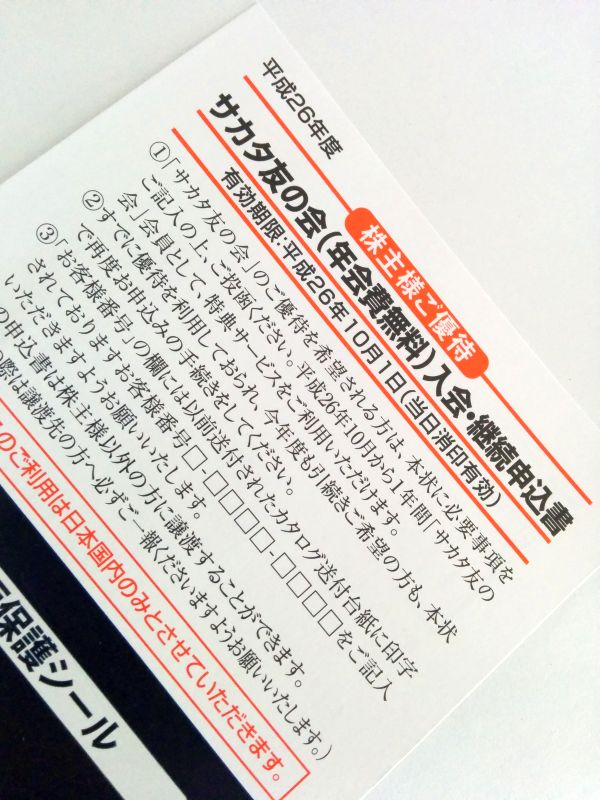 平成26年度
株主様ご優待
サカタ友の会(年会費無料)入会・継続申込書
有効期限:平成26年10月1日(当日消印有効)
①「サカタ友の会」のご優待を希望される方は、本状に必要事項を
ご記入の上、ご投函ください。平成26年10月から1年間「サカタ友の
会」会員として、特典サービスをご利用いただけます。
②すでに優待を利用しておられ、今年度も引続きご希望の方も、本状
で再度お申込みの手続きをしてください。
③「お客様番号」の欄には以前送付されたカタログ送付台紙に印字
されておりますお客様番号□-□□□□-□□□□をご記入
いただきますようお願いいたします。
の申込書は株主様以外の方に譲渡することができます。
の際は譲渡先の方へ必ずご一報くださいますようお願いいたします。)
のご利用は日本国内のみとさせていただきます。
保護シール